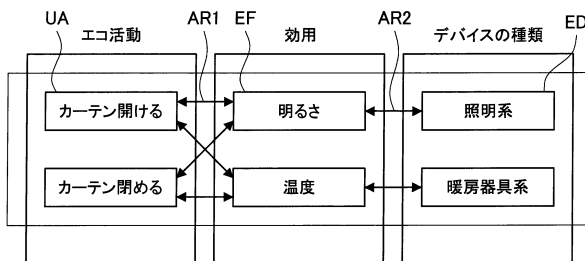 UA
AR1
EF
AR2
ED
エコ活動
効用
デバイスの種類
カーテン開ける
明るさ
照明系
カーテン閉める
温度
暖房器具系